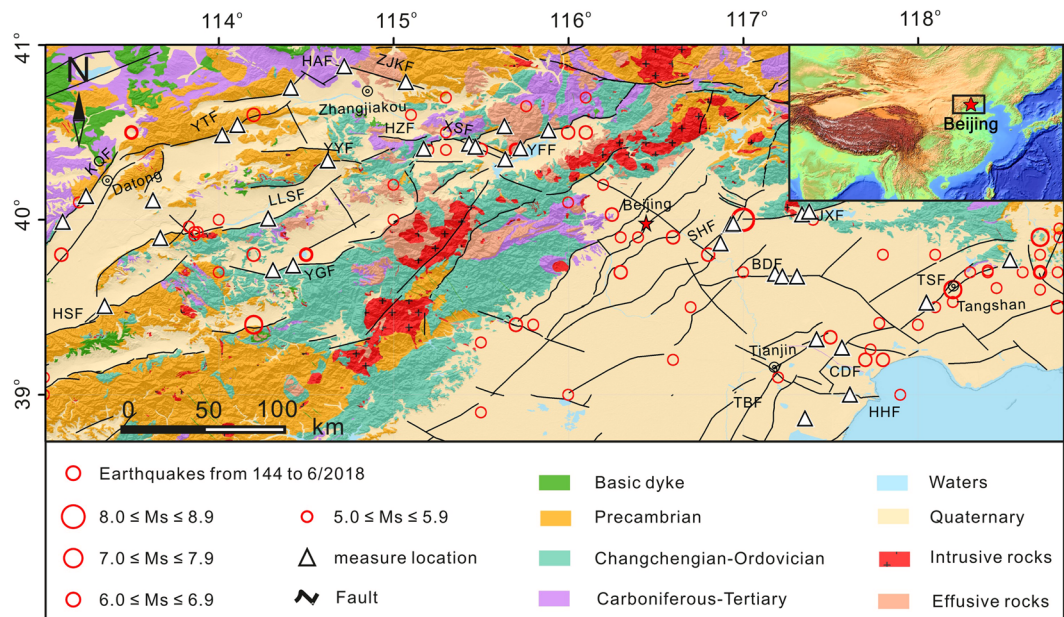 114° 115° 116° 117° 118°
41°
N
HAF
ZJKF
Zhangjiakou
Beijing
YTF
HZF
XSF
YFF
YYF
KQF
Datong
Beijing
40°
LLSF
JXF
SHF
YGF
BDF
TSF
Tangshan
HSF
Tianjin
39°
CDF
TBF
HHF
0 50 100
km
Earthquakes from 144 to 6/2018
8.0 ≤ Ms ≤ 8.9
7.0 ≤ Ms ≤ 7.9
6.0 ≤ Ms ≤ 6.9
5.0 ≤ Ms ≤ 5.9
measure location
Fault
Basic dyke
Precambrian
Changchengian-Ordovician
Carboniferous-Tertiary
Waters
Quaternary
Intrusive rocks
Effusive rocks